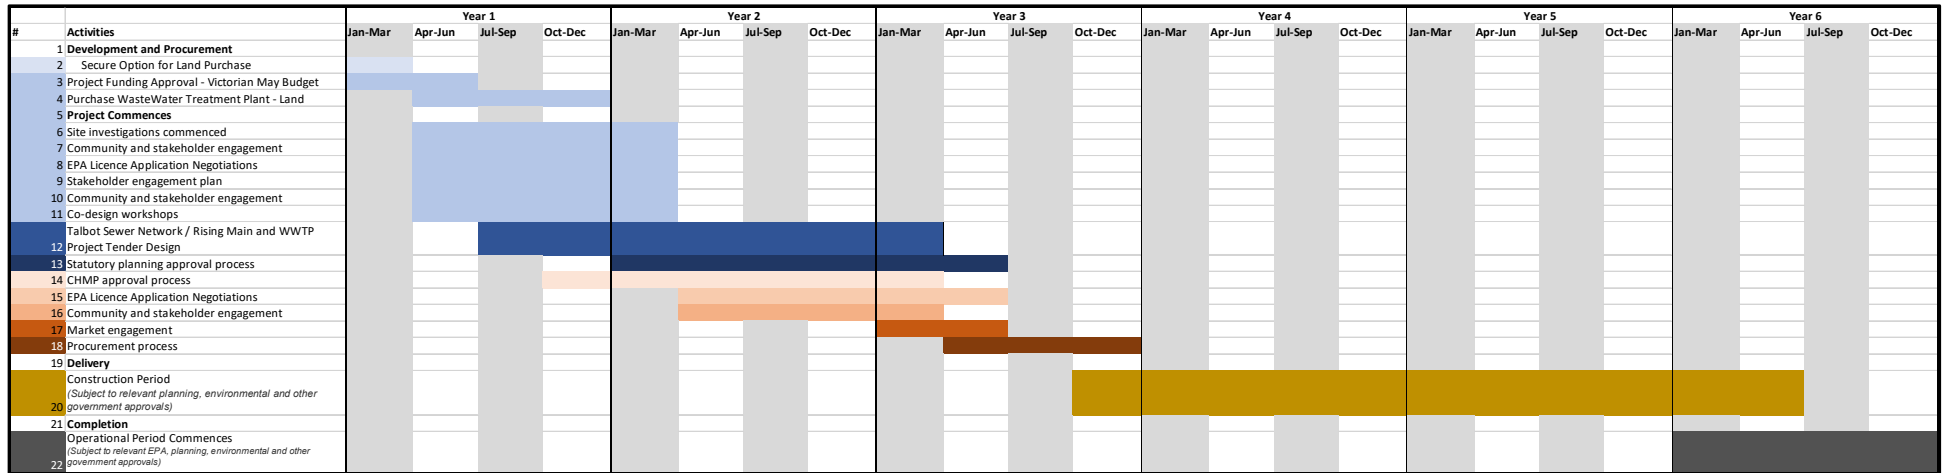 Year 1 Year 2 Year 3 Year 4 Year 5 Year 6
# Activities Jan-Mar Apr-Jun Jul-Sep Oct-Dec Jan-Mar Apr-Jun Jul-Sep Oct-Dec Jan-Mar Apr-Jun Jul-Sep Oct-Dec Jan-Mar Apr-Jun Jul-Sep Oct-Dec Jan-Mar Apr-Jun Jul-Sep Oct-Dec Jan-Mar Apr-Jun Jul-Sep Oct-Dec
1 Development and Procurement
2 Secure Option for Land Purchase
3 Project Funding Approval - Victorian May Budget
4 Purchase WasteWater Treatment Plant - Land
5 Project Commences
6 Site investigations commenced
7 Community and stakeholder engagement
8 EPA Licence Application Negotiations
9 Stakeholder engagement plan
10 Community and stakeholder engagement
11 Co-design workshops
Talbot Sewer Network / Rising Main and WWTP
12 Project Tender Design
13 Statutory planning approval process
14 CHMP approval process
15 EPA Licence Application Negotiations
16 Community and stakeholder engagement
17 Market engagement
18 Procurement process
19 Delivery
Construction Period
(Subject to relevant planning, environmental and other
20 government approvals)
21 Completion
Operational Period Commences
(Subject to relevant EPA, planning, environmental and other
22 government approvals)